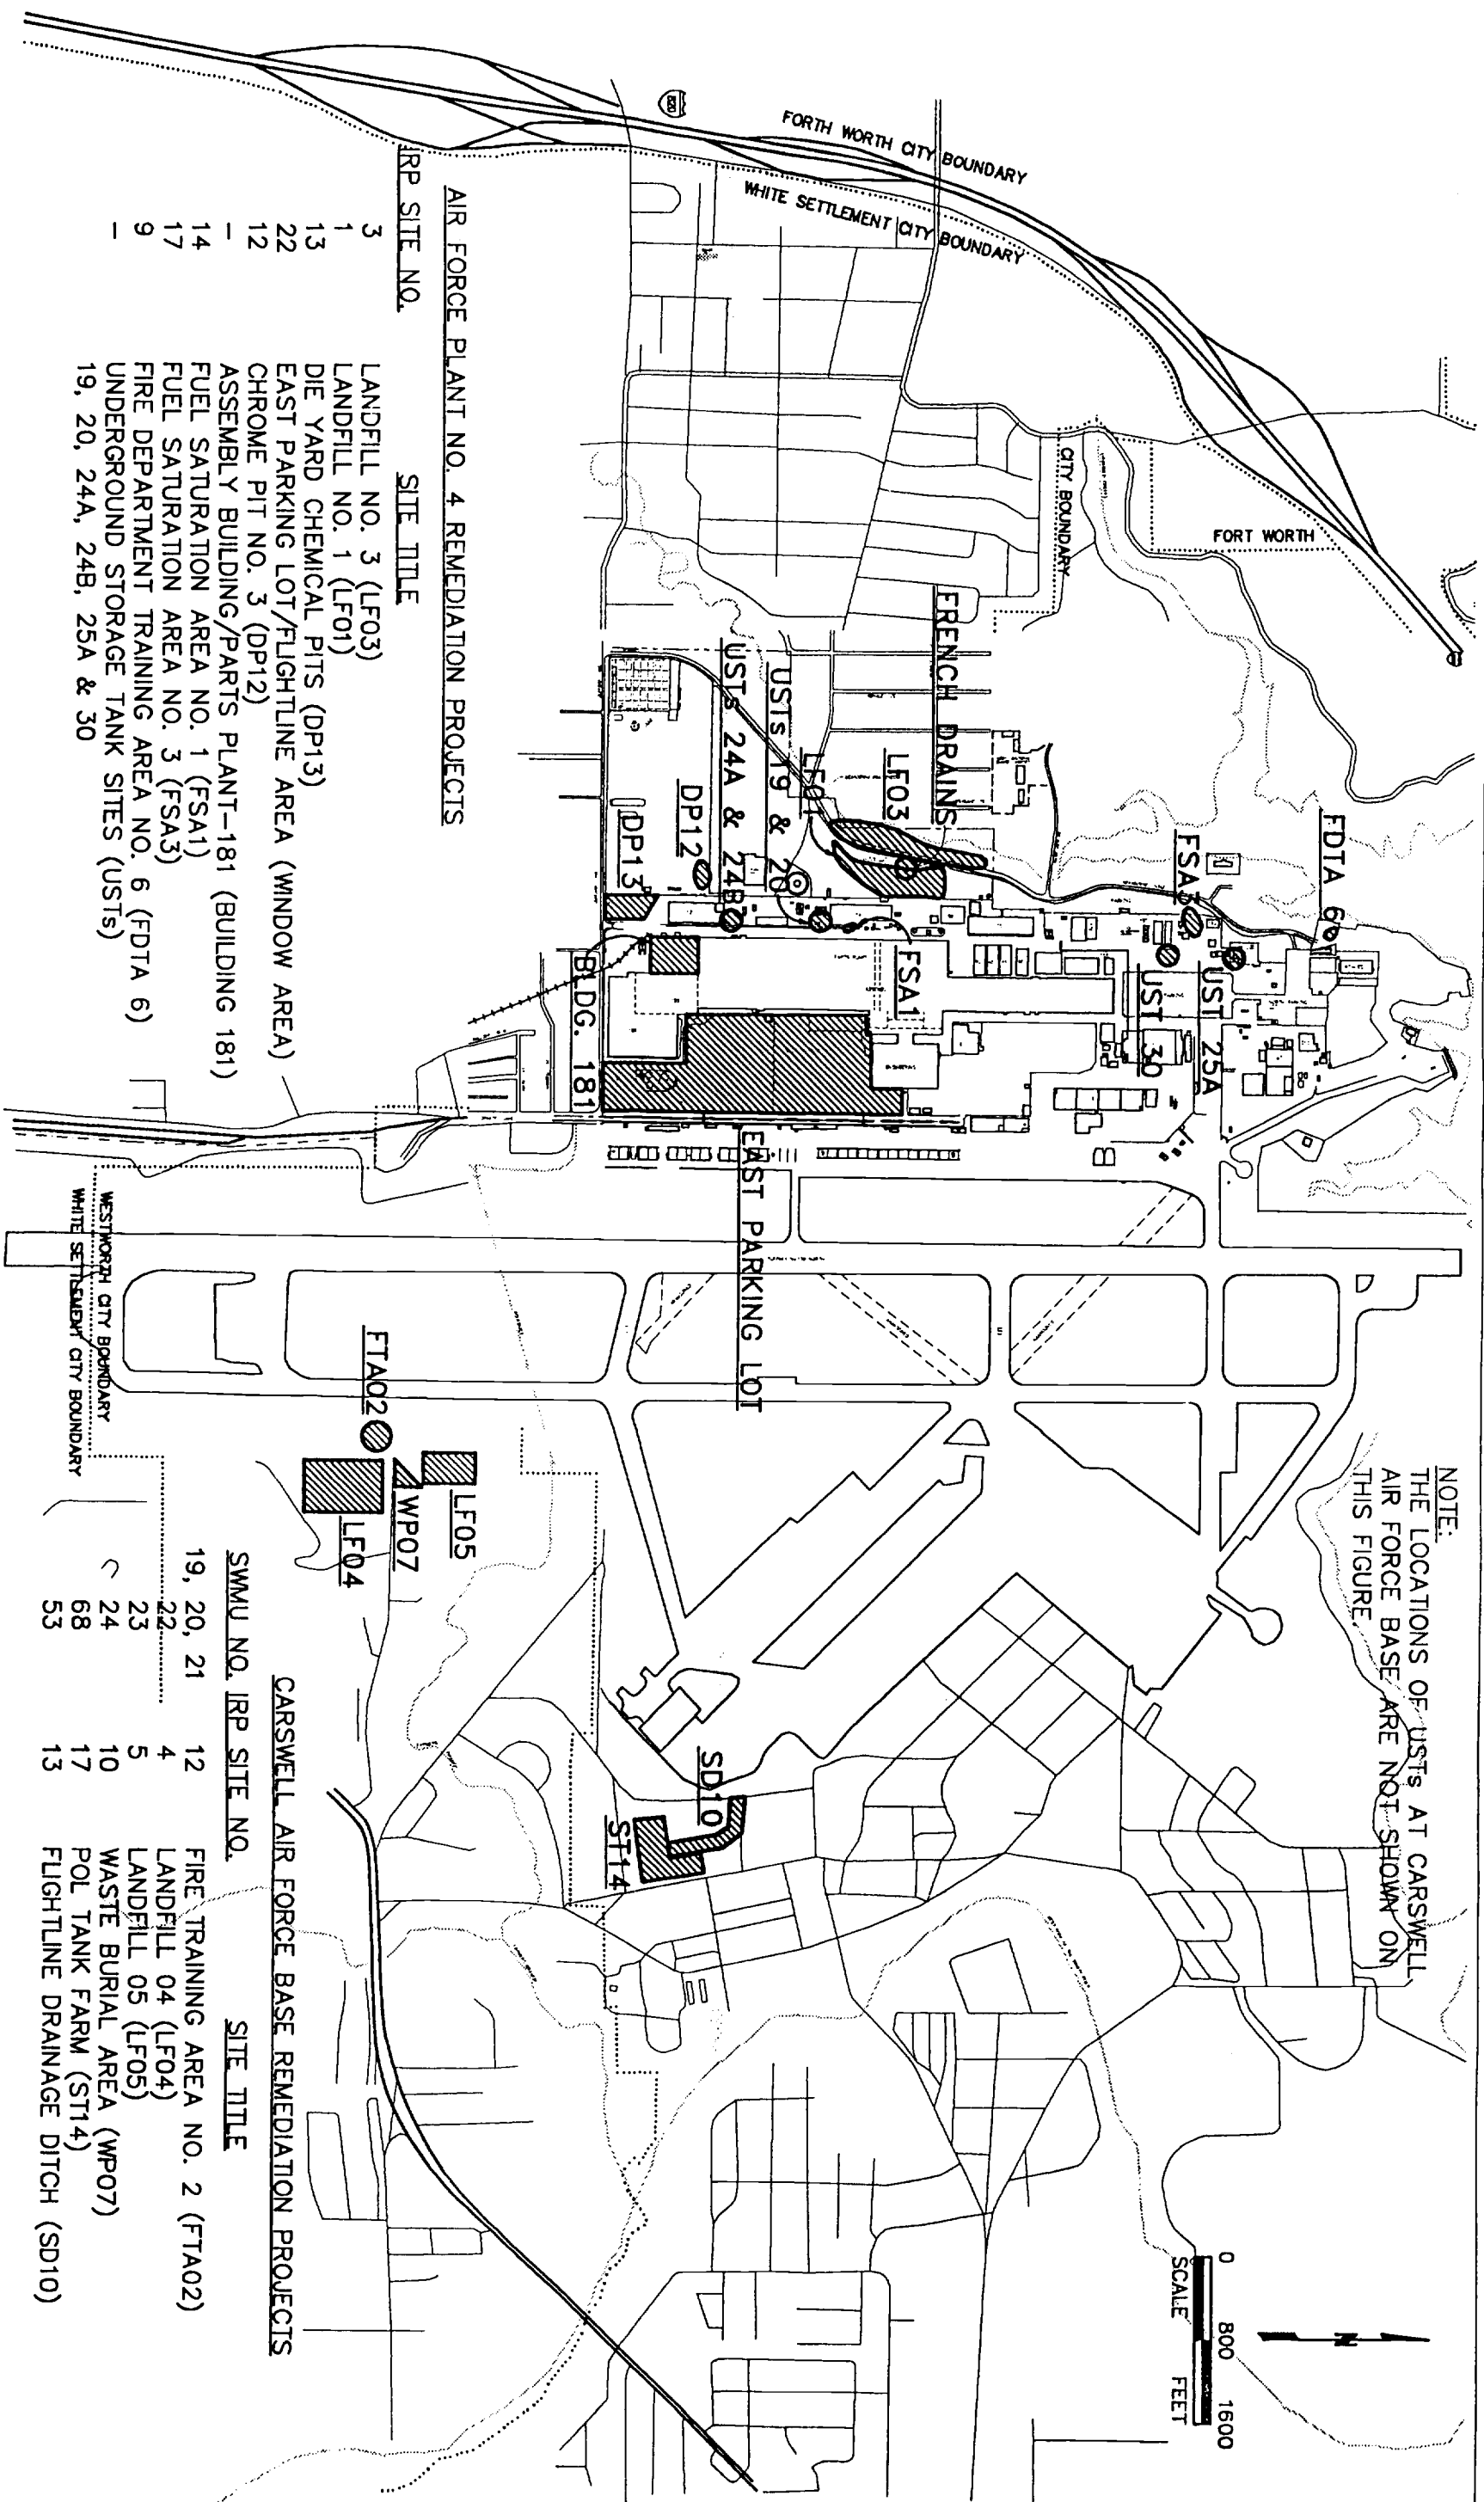 NOTE:
THE LOCATIONS OF USTs AT CARSWELL
AIR FORCE BASE ARE NOT SHOWN ON
THIS FIGURE.
0 800 1600
SCALE FEET
N
820
FORTH WORTH CITY BOUNDARY
WHITE SETTLEMENT CITY BOUNDARY
FORT WORTH
CITY BOUNDARY
FDTA 6
FSA3
UST 25A
UST 30
FRENCH DRAINS
LF03
LF01
FSA1
USTs 19 & 20
USTs 24A & 24B
DP12
DP13
BLDG. 181
EAST PARKING LOT
SD10
ST14
LF05
WP07
FTA02
LF04
WESTWORTH CITY BOUNDARY
WHITE SETTLEMENT CITY BOUNDARY
AIR FORCE PLANT NO. 4 REMEDIATION PROJECTS
IRP SITE NO. SITE TITLE
3 LANDFILL NO. 3 (LF03)
1 LANDFILL NO. 1 (LF01)
13 DIE YARD CHEMICAL PITS (DP13)
22 EAST PARKING LOT/FLIGHTLINE AREA (WINDOW AREA)
12 CHROME PIT NO. 3 (DP12)
- ASSEMBLY BUILDING/PARTS PLANT-181 (BUILDING 181)
14 FUEL SATURATION AREA NO. 1 (FSA1)
17 FUEL SATURATION AREA NO. 3 (FSA3)
9 FIRE DEPARTMENT TRAINING AREA NO. 6 (FDTA 6)
- UNDERGROUND STORAGE TANK SITES (USTs)
19, 20, 24A, 24B, 25A & 30
CARSWELL AIR FORCE BASE REMEDIATION PROJECTS
SWMU NO. IRP SITE NO. SITE TITLE
19, 20, 21 12 FIRE TRAINING AREA NO. 2 (FTA02)
22 4 LANDFILL 04 (LF04)
23 5 LANDFILL 05 (LF05)
24 10 WASTE BURIAL AREA (WP07)
68 17 POL TANK FARM (ST14)
53 13 FLIGHTLINE DRAINAGE DITCH (SD10)